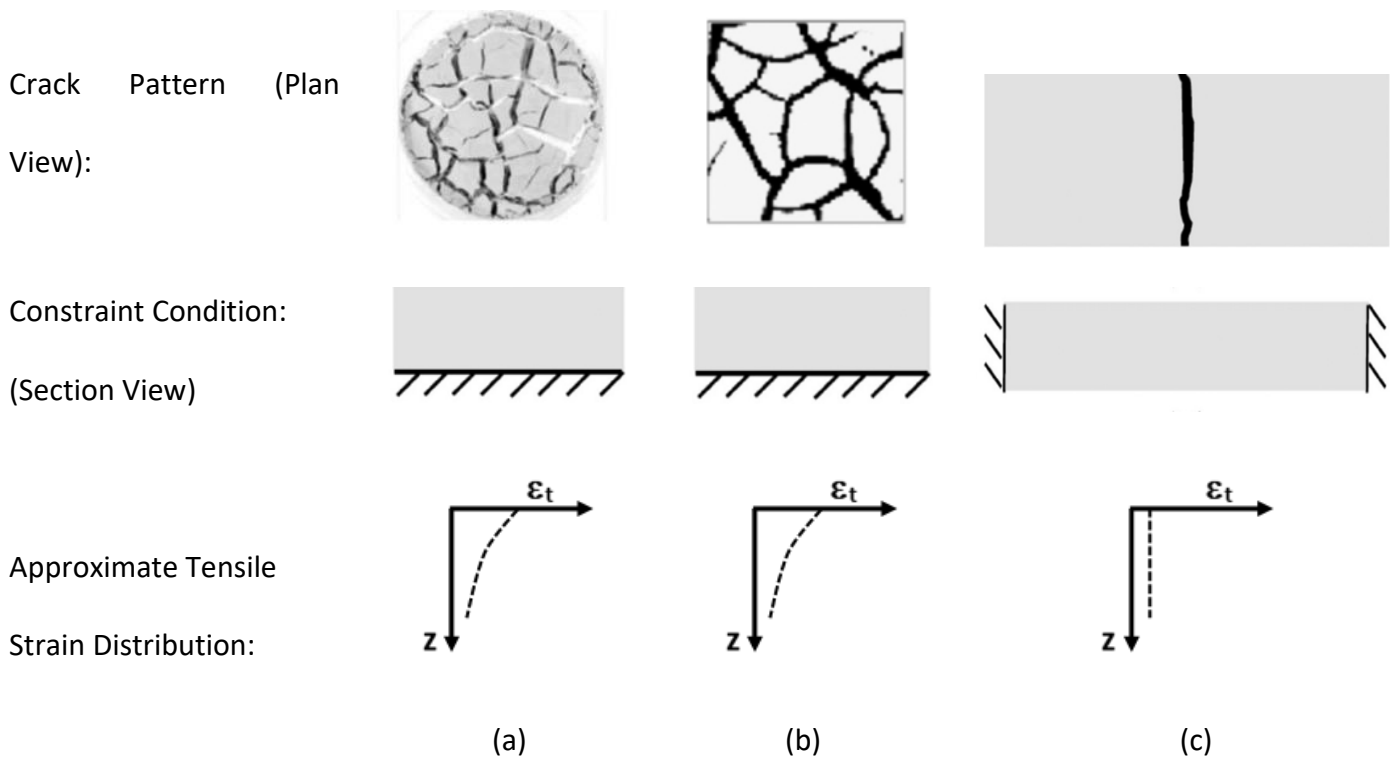 Crack Pattern (Plan
View):
Constraint Condition:
(Section View)
Approximate Tensile
Strain Distribution:
εt
z
εt
z
εt
z
(a)
(b)
(c)